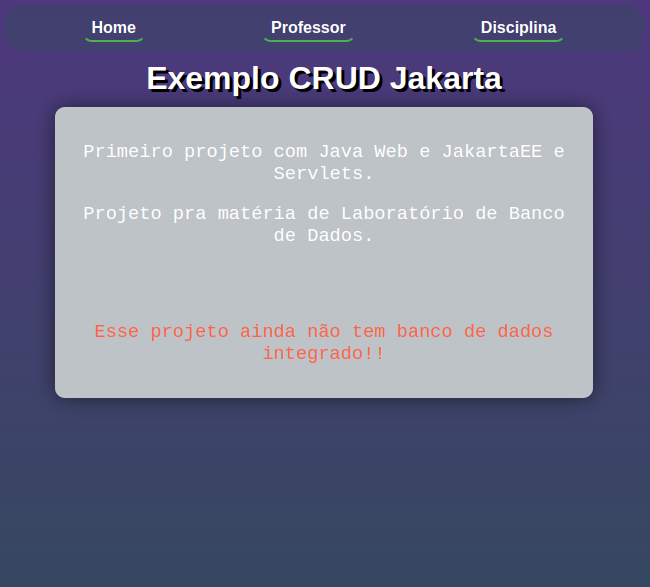 Home Professor Disciplina
Exemplo CRUD Jakarta
Primeiro projeto com Java Web e JakartaEE e
Servlets.
Projeto pra matéria de Laboratório de Banco
de Dados.
Esse projeto ainda não tem banco de dados
integrado!!